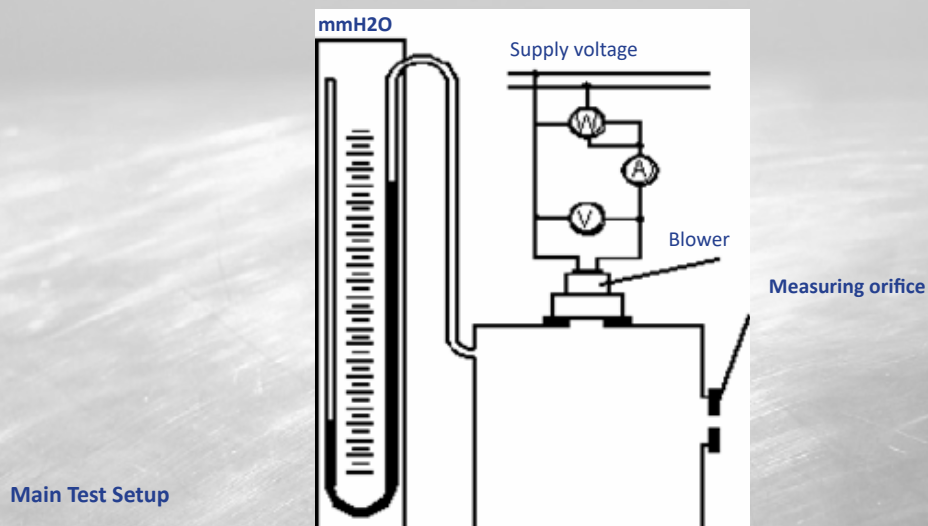 mmH2O
Supply voltage
W
A
V
Blower
Measuring orifice
Main Test Setup